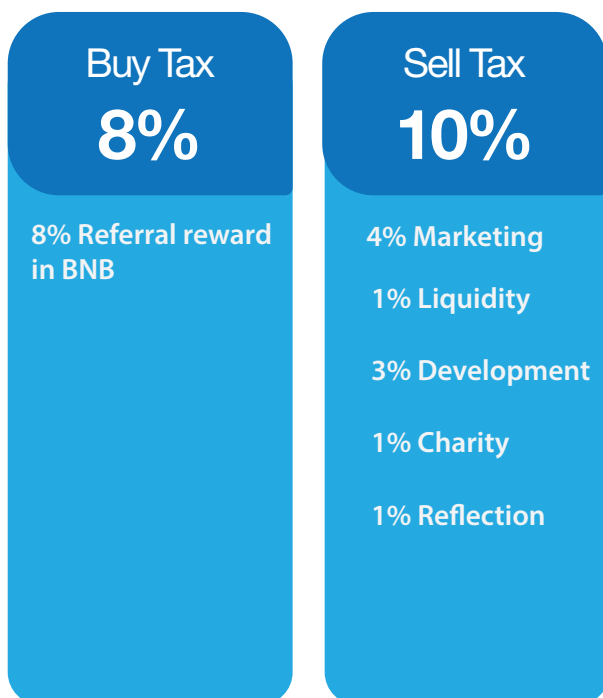 Buy Tax
8%
8% Referral reward
in BNB
Sell Tax
10%
4% Marketing
1% Liquidity
3% Development
1% Charity
1% Reflection